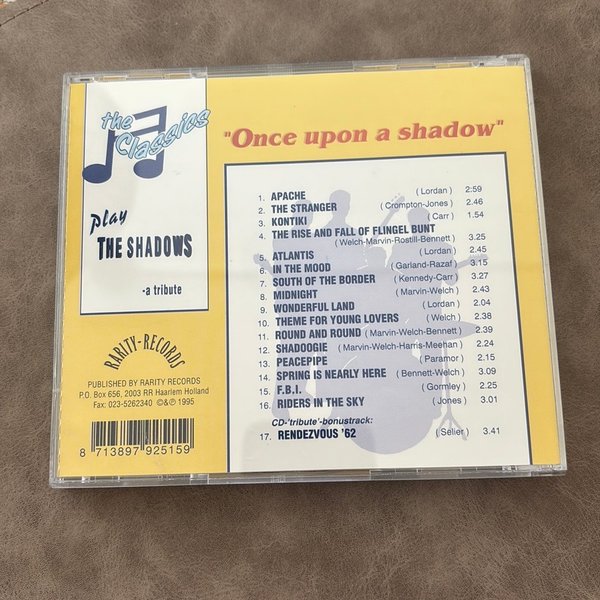 the
Classics
play
THE SHADOWS
-a tribute
RARITY-RECORDS
PUBLISHED BY RARITY RECORDS
P.O. Box 656, 2003 RR Haarlem Holland
Fax: 023-5262340 ©&℗ 1995
8 713897 925159
"Once upon a shadow"
1. APACHE (Lordan) 2:59
2. THE STRANGER (Crompton-Jones) 2.46
3. KONTIKI (Carr) 1.54
4. THE RISE AND FALL OF FLINGEL BUNT
(Welch-Marvin-Rostill-Bennett) 3.25
5. ATLANTIS (Lordan) 2.45
6. IN THE MOOD (Garland-Razaf) 3.15
7. SOUTH OF THE BORDER (Kennedy-Carr) 3.27
8. MIDNIGHT (Marvin-Welch) 2.43
9. WONDERFUL LAND (Lordan) 2.04
10. THEME FOR YOUNG LOVERS (Welch) 2.38
11. ROUND AND ROUND (Marvin-Welch-Bennett) 2.39
12. SHADOOGIE (Marvin-Welch-Harris-Meehan) 2.24
13. PEACEPIPE (Paramor) 2.15
14. SPRING IS NEARLY HERE (Bennett-Welch) 3.09
15. F.B.I. (Gormley) 2.25
16. RIDERS IN THE SKY (Jones) 3.01
CD-'tribute'-bonustrack:
17. RENDEZVOUS '62 (Selier) 3.41